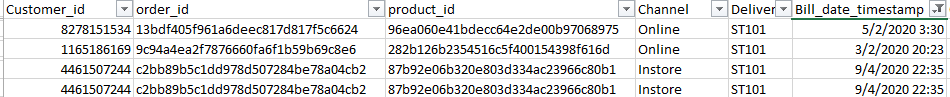 Customer_id order_id product_id Channel Deliver Bill_date_timestamp
8278151534 13bdf405f961a6deec817d817f5c6624 96ea060e41bdecc64e2de00b97068975 Online ST101 5/2/2020 3:30
1165186169 9c94a4ea2f7876660fa6f1b59b69c8e6 282b126b2354516c5f400154398f616d Online ST101 3/2/2020 20:23
4461507244 c2bb89b5c1dd978d507284be78a04cb2 87b92e06b320e803d334ac23966c80b1 Instore ST101 9/4/2020 22:35
4461507244 c2bb89b5c1dd978d507284be78a04cb2 87b92e06b320e803d334ac23966c80b1 Instore ST101 9/4/2020 22:35